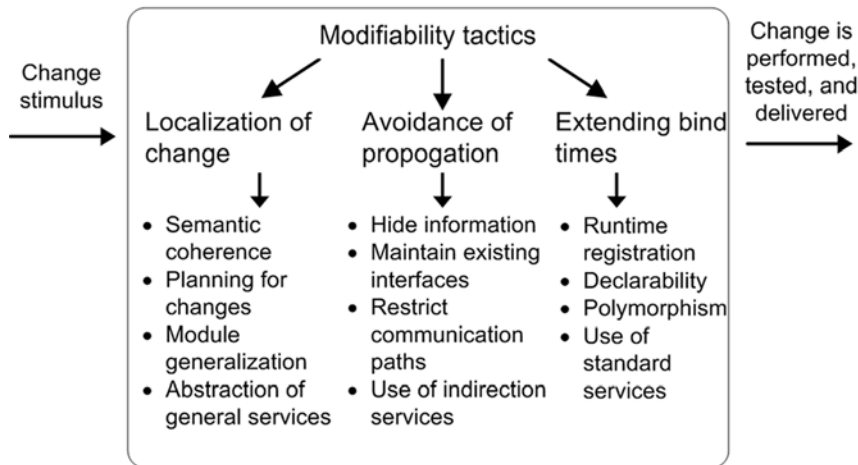 Modifiability tactics
Change
stimulus
Localization of
change
• Semantic
coherence
• Planning for
changes
• Module
generalization
• Abstraction of
general services
Avoidance of
propogation
• Hide information
• Maintain existing
interfaces
• Restrict
communication
paths
• Use of indirection
services
Extending bind
times
• Runtime
registration
• Declarability
• Polymorphism
• Use of
standard
services
Change is
performed,
tested, and
delivered